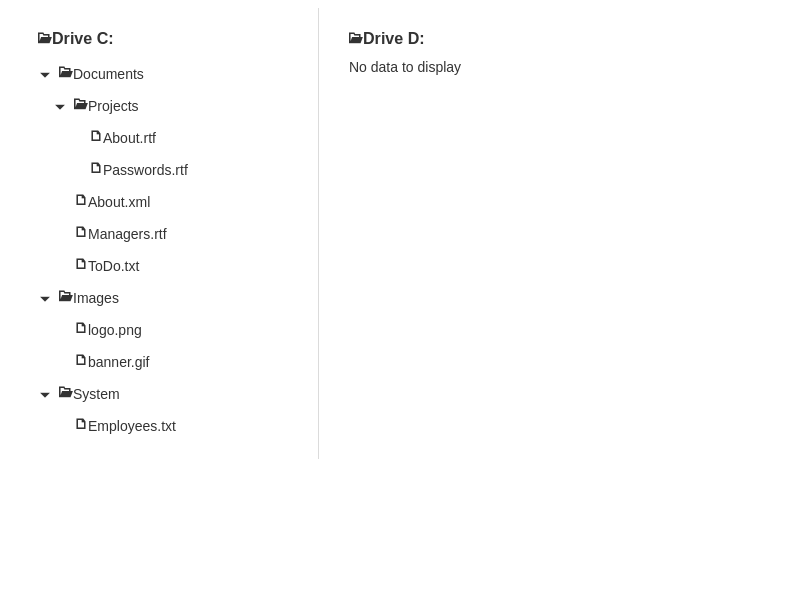 Drive C:
Documents
Projects
About.rtf
Passwords.rtf
About.xml
Managers.rtf
ToDo.txt
Images
logo.png
banner.gif
System
Employees.txt
Drive D:
No data to display